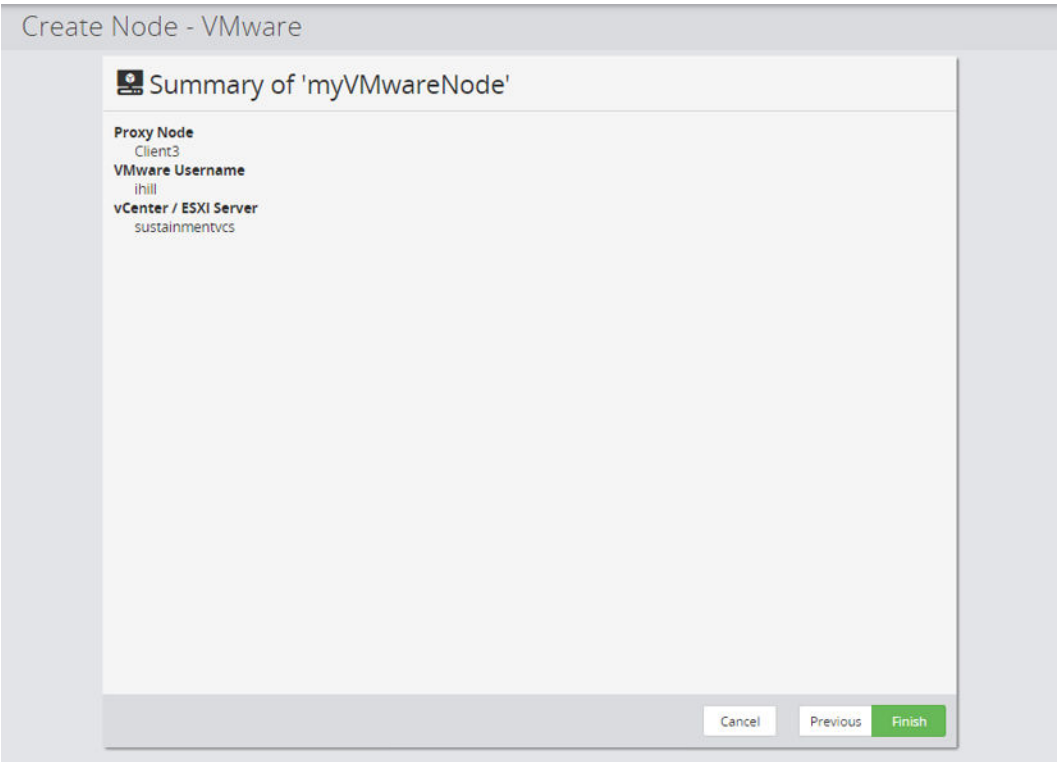 Create Node - VMware
Summary of 'myVMwareNode'
Proxy Node
Client3
VMware Username
ihill
vCenter / ESXI Server
sustainmentvcs
Cancel
Previous
Finish